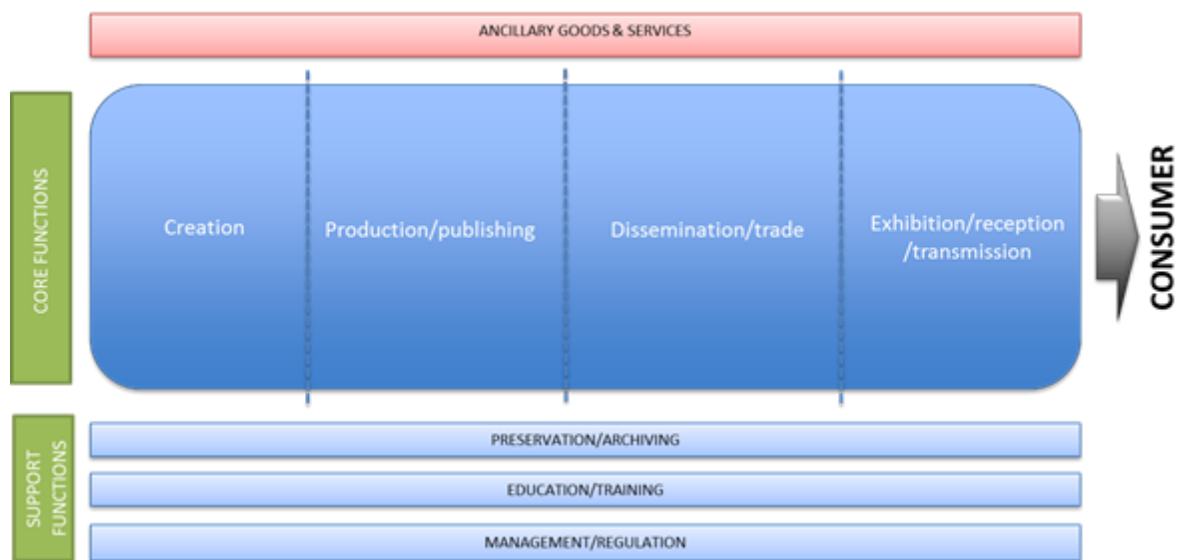 ANCILLARY GOODS & SERVICES
CORE FUNCTIONS
Creation
Production/publishing
Dissemination/trade
Exhibition/reception
/transmission
CONSUMER
SUPPORT
FUNCTIONS
PRESERVATION/ARCHIVING
EDUCATION/TRAINING
MANAGEMENT/REGULATION